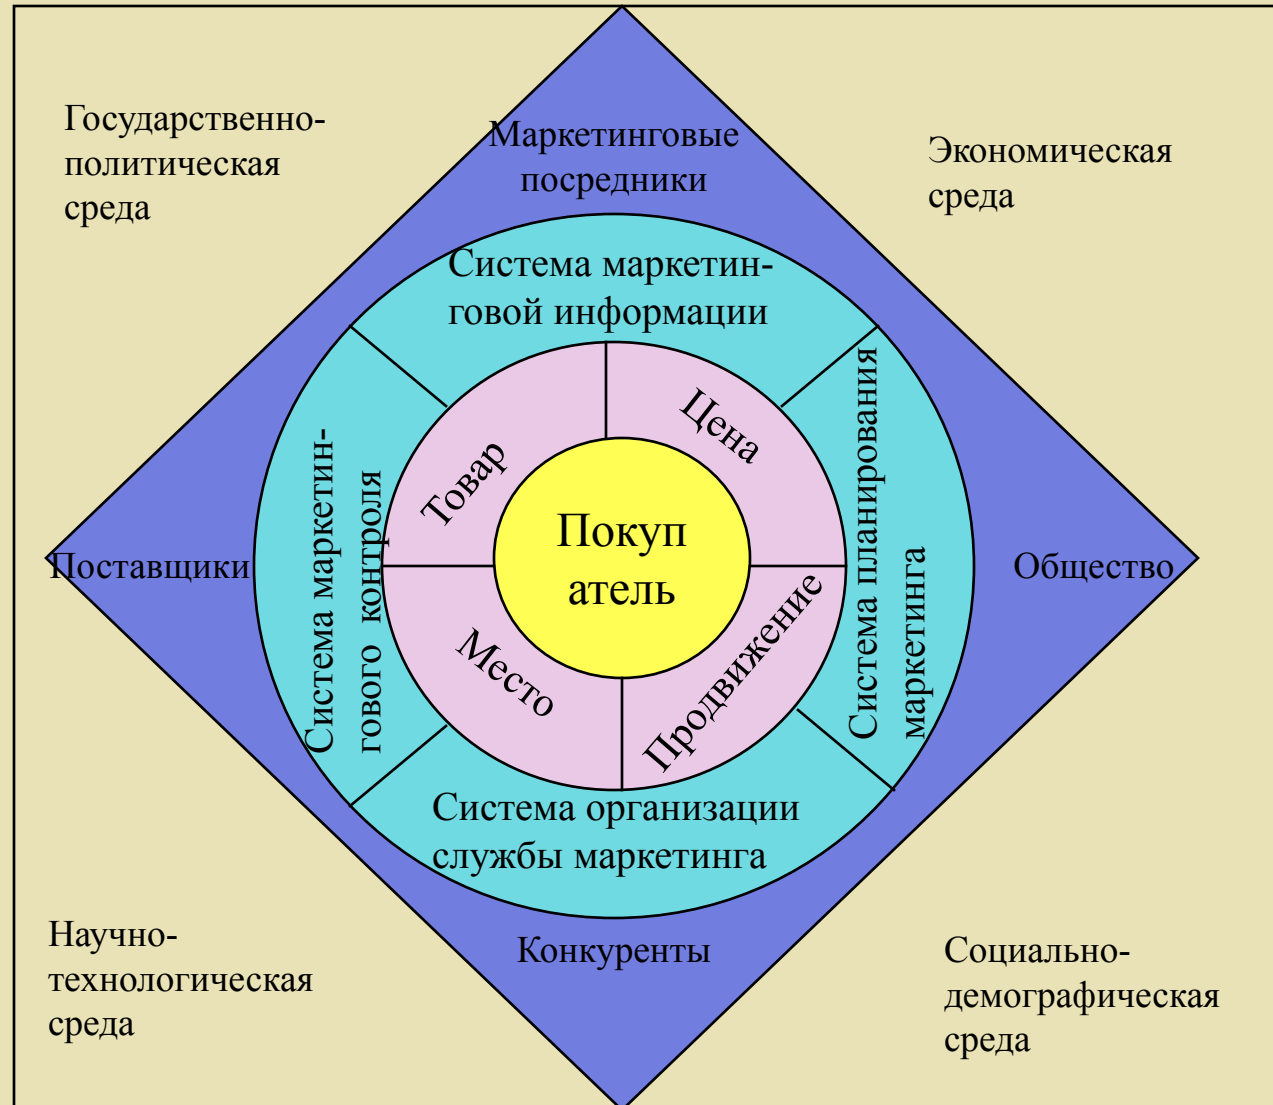 Государственно-
политическая
среда
Маркетинговые
посредники
Экономическая
среда
Система маркетин-
говой информации
Цена
Товар
Покуп
атель
Система маркетин-
гового контроля
Система планирования
маркетинга
Поставщики
Общество
Место
Продвижение
Система организации
службы маркетинга
Конкуренты
Научно-
технологическая
среда
Социально-
демографическая
среда